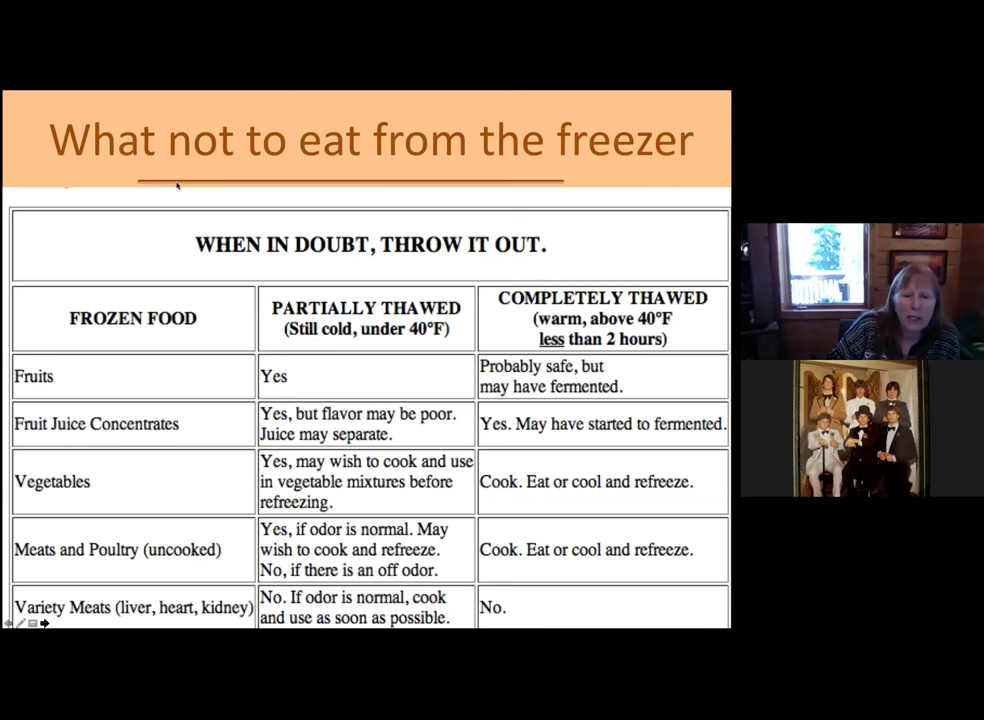 What not to eat from the freezer
WHEN IN DOUBT, THROW IT OUT.
FROZEN FOOD
PARTIALLY THAWED
(Still cold, under 40°F)
COMPLETELY THAWED
(warm, above 40°F
less than 2 hours)
Fruits
Yes
Probably safe, but
may have fermented.
Fruit Juice Concentrates
Yes, but flavor may be poor.
Juice may separate.
Yes. May have started to fermented.
Vegetables
Yes, may wish to cook and use
in vegetable mixtures before
refreezing.
Cook. Eat or cool and refreeze.
Meats and Poultry (uncooked)
Yes, if odor is normal. May
wish to cook and refreeze.
No, if there is an off odor.
Cook. Eat or cool and refreeze.
Variety Meats (liver, heart, kidney)
No. If odor is normal, cook
and use as soon as possible.
No.